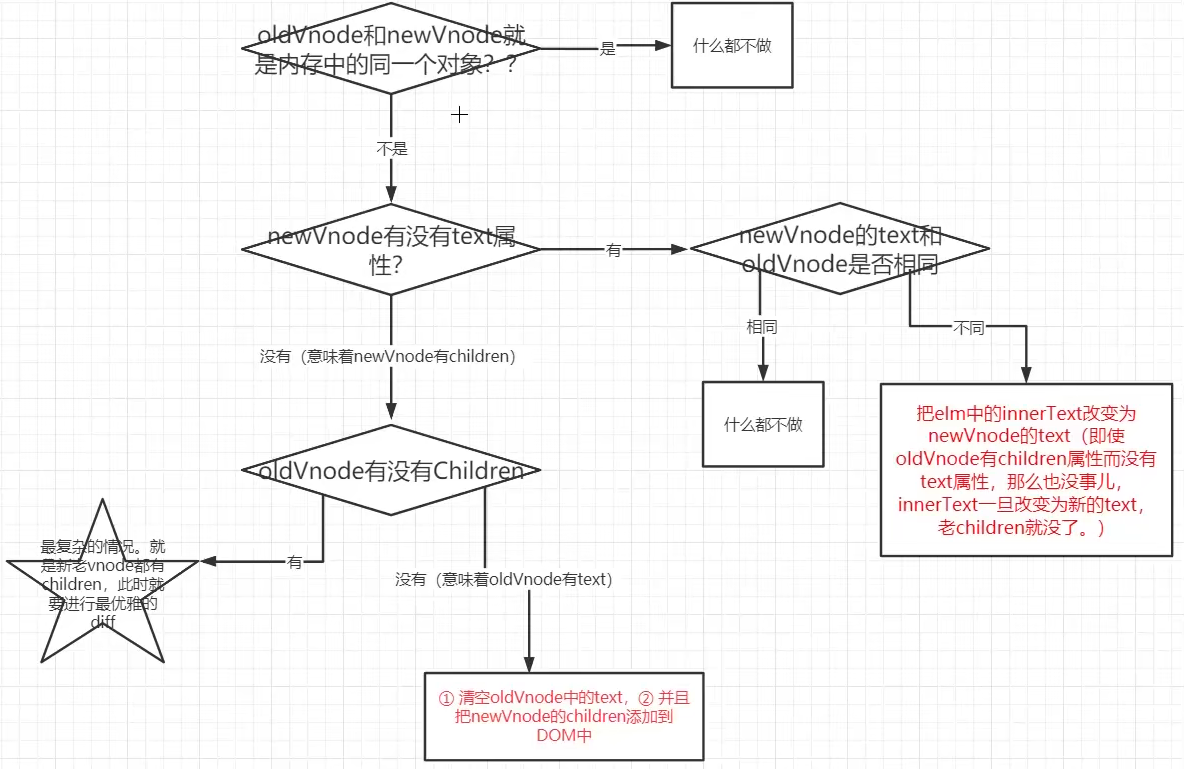 oldVnode和newVnode就
是内存中的同一个对象？？
是
什么都不做
不是
newVnode有没有text属
性？
有
newVnode的text和
oldVnode是否相同
相同
不同
没有（意味着newVnode有children）
什么都不做
把elm中的innerText改变为
newVnode的text（即使
oldVnode有children属性而没有
text属性，那么也没事儿，
innerText一旦改变为新的text，
老children就没了。）
oldVnode有没有Children
有
最复杂的情况。就
是新老vnode都有
children，此时就
要进行最优雅的
diff
没有（意味着oldVnode有text）
① 清空oldVnode中的text，② 并且
把newVnode的children添加到
DOM中